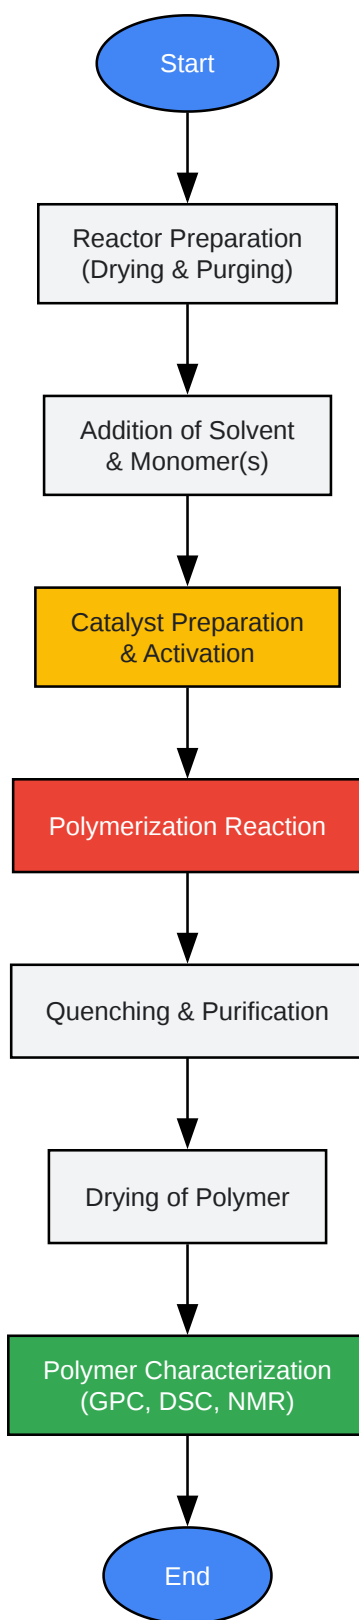 Start
Reactor Preparation
(Drying & Purging)
Addition of Solvent
& Monomer(s)
Catalyst Preparation
& Activation
Polymerization Reaction
Quenching & Purification
Drying of Polymer
Polymer Characterization
(GPC, DSC, NMR)
End